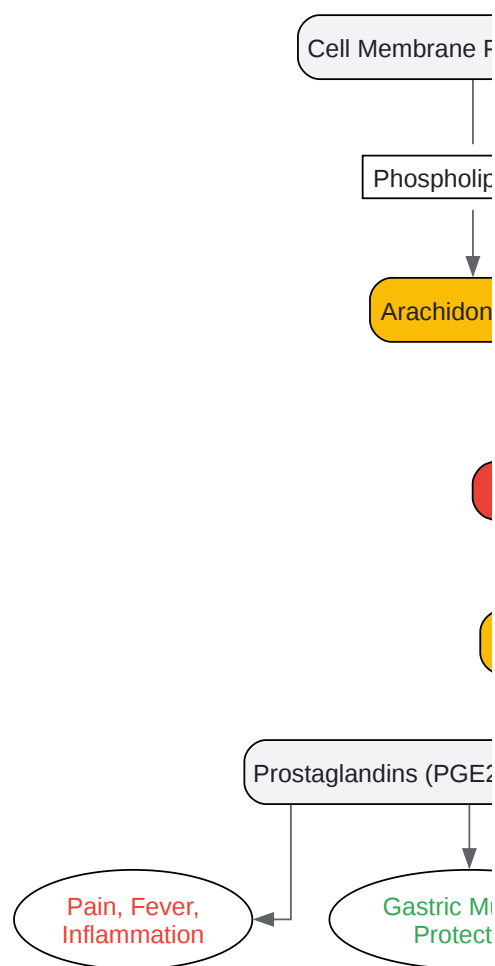 Cell Membrane
Phospholip
Arachidon
Prostaglandins (PGE2
Pain, Fever,
Inflammation
Gastric Mu
Protect